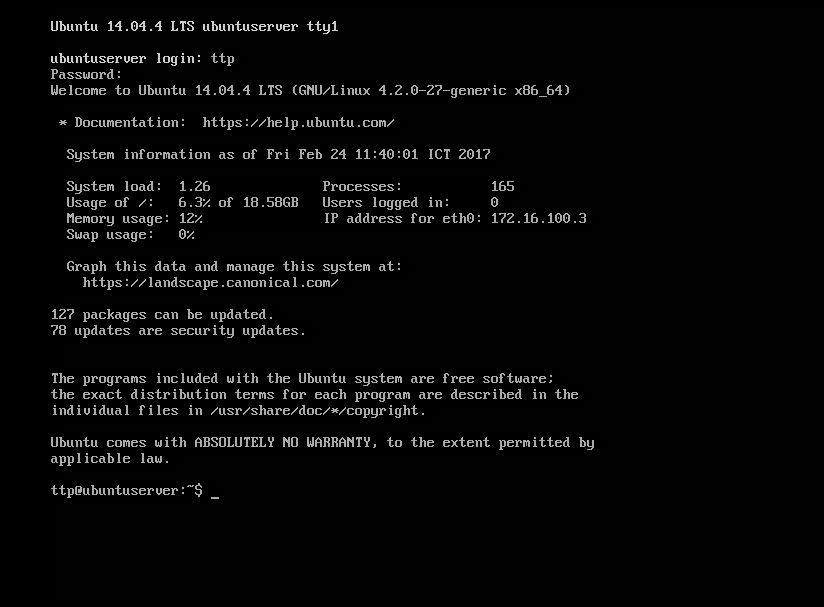 Ubuntu 14.04.4 LTS ubuntuserver tty1
ubuntuserver login: ttp
Password:
Welcome to Ubuntu 14.04.4 LTS (GNU/Linux 4.2.0-27-generic x86_64)
* Documentation:  https://help.ubuntu.com/
System information as of Fri Feb 24 11:40:01 ICT 2017
System load:  1.26              Processes:           165
Usage of /:   6.3% of 18.58GB   Users logged in:     0
Memory usage: 12%               IP address for eth0: 172.16.100.3
Swap usage:   0%
Graph this data and manage this system at:
https://landscape.canonical.com/
127 packages can be updated.
78 updates are security updates.
The programs included with the Ubuntu system are free software;
the exact distribution terms for each program are described in the
individual files in /usr/share/doc/*/copyright.
Ubuntu comes with ABSOLUTELY NO WARRANTY, to the extent permitted by
applicable law.
ttp@ubuntuserver:~$ _